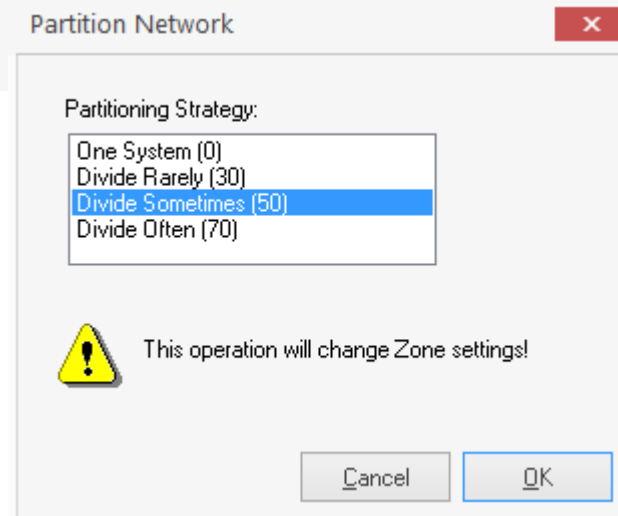 Partition Network
Partitioning Strategy:
One System (0)
Divide Rarely (30)
Divide Sometimes (50)
Divide Often (70)
This operation will change Zone settings!
Cancel
OK